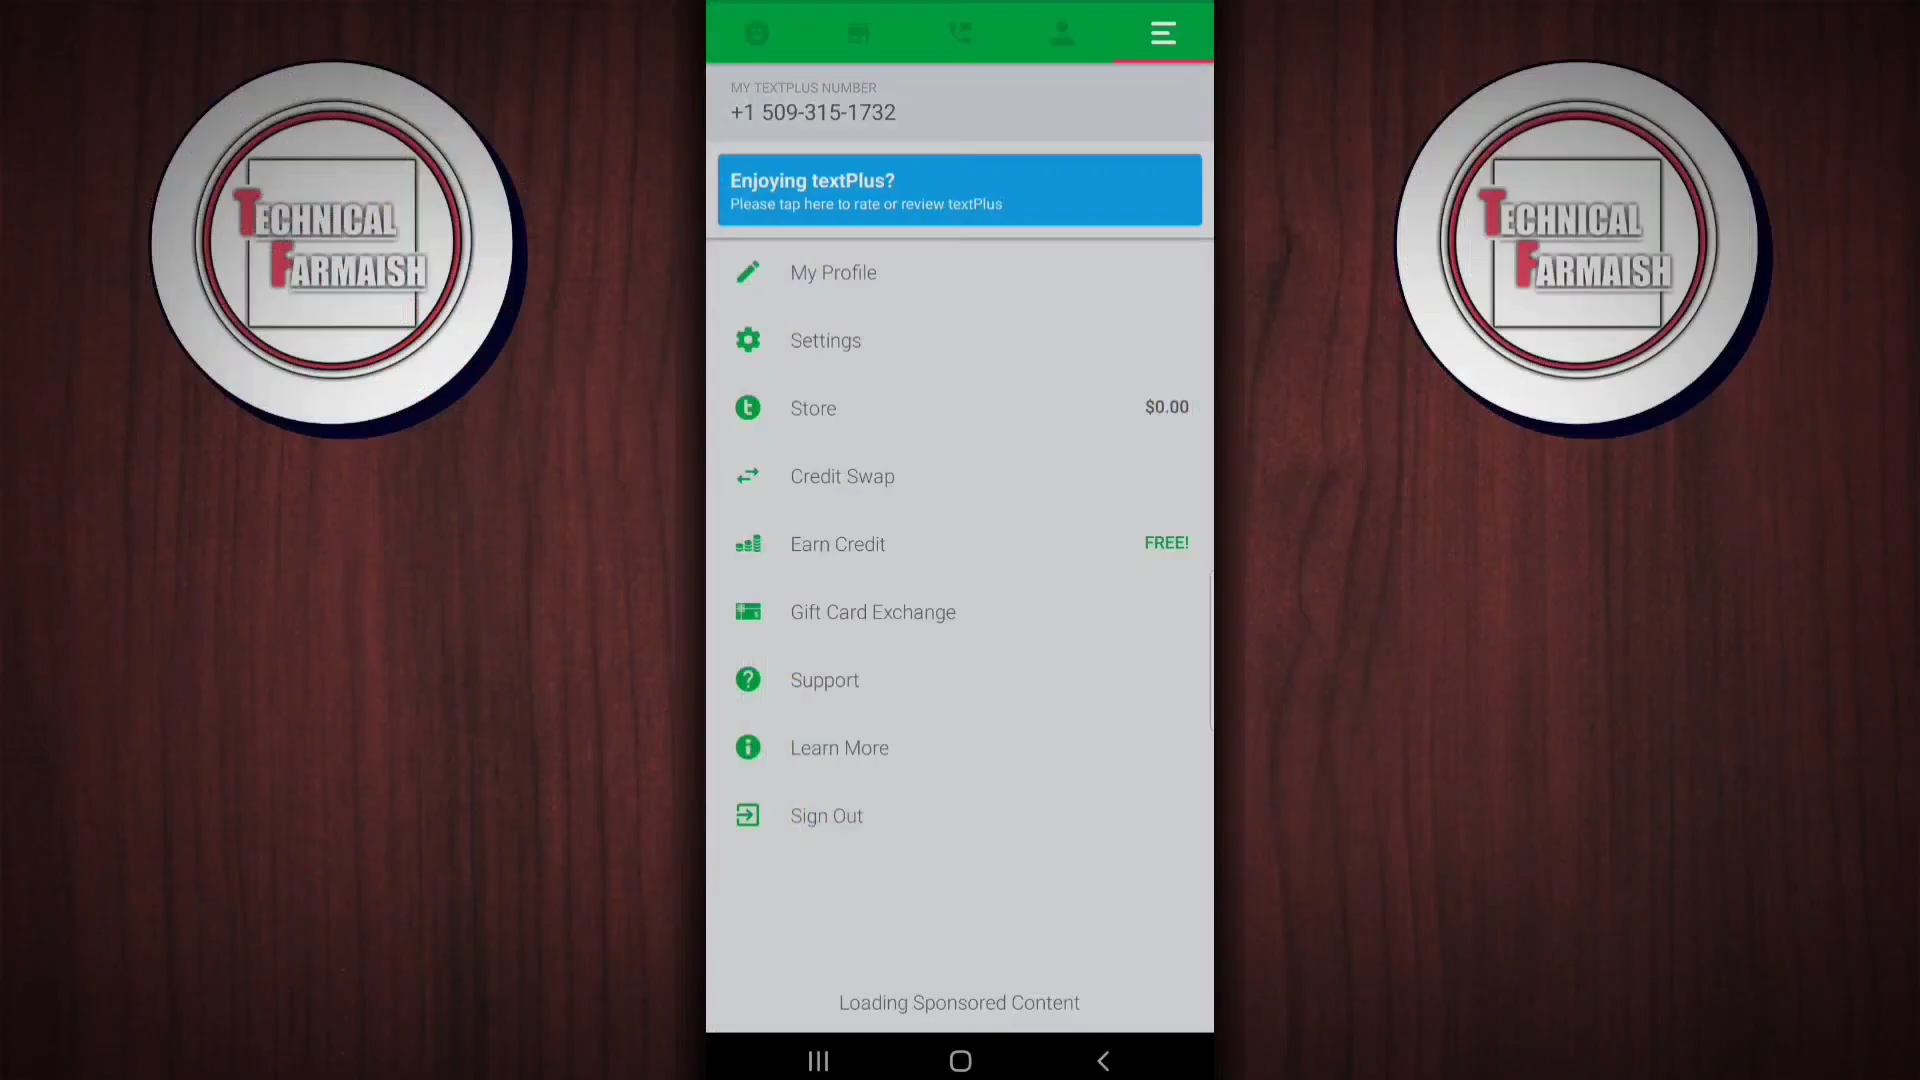 MY TEXTPLUS NUMBER
+1 509-315-1732
Enjoying textPlus?
Please tap here to rate or review textPlus
My Profile
Settings
Store
$0.00
Credit Swap
Earn Credit
FREE!
Gift Card Exchange
Support
Learn More
Sign Out
Loading Sponsored Content
TECHNICAL
FARMAISH
TECHNICAL
FARMAISH